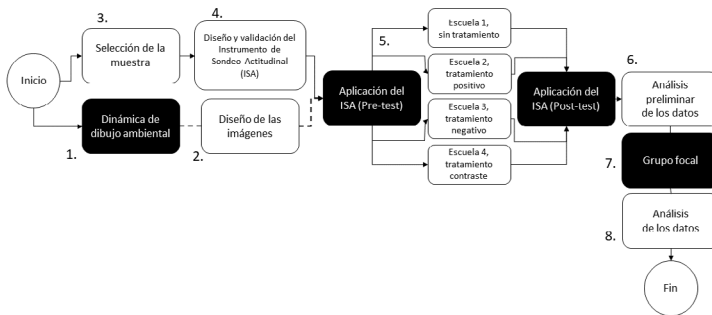 3.
4.
Selección de la
muestra
Diseño y validación del
Instrumento de
Sondeo Actitudinal
(ISA)
Inicio
Dinámica de
dibujo ambiental
1.
Diseño de las
imágenes
2.
Aplicación del
ISA (Pre-test)
5.
Escuela 1,
sin tratamiento
Escuela 2,
tratamiento
positivo
Escuela 3,
tratamiento
negativo
Escuela 4,
tratamiento
contraste
Aplicación del
ISA (Post-test)
6.
Análisis
preliminar
de los datos
7.
Grupo focal
Análisis
de los datos
8.
Fin